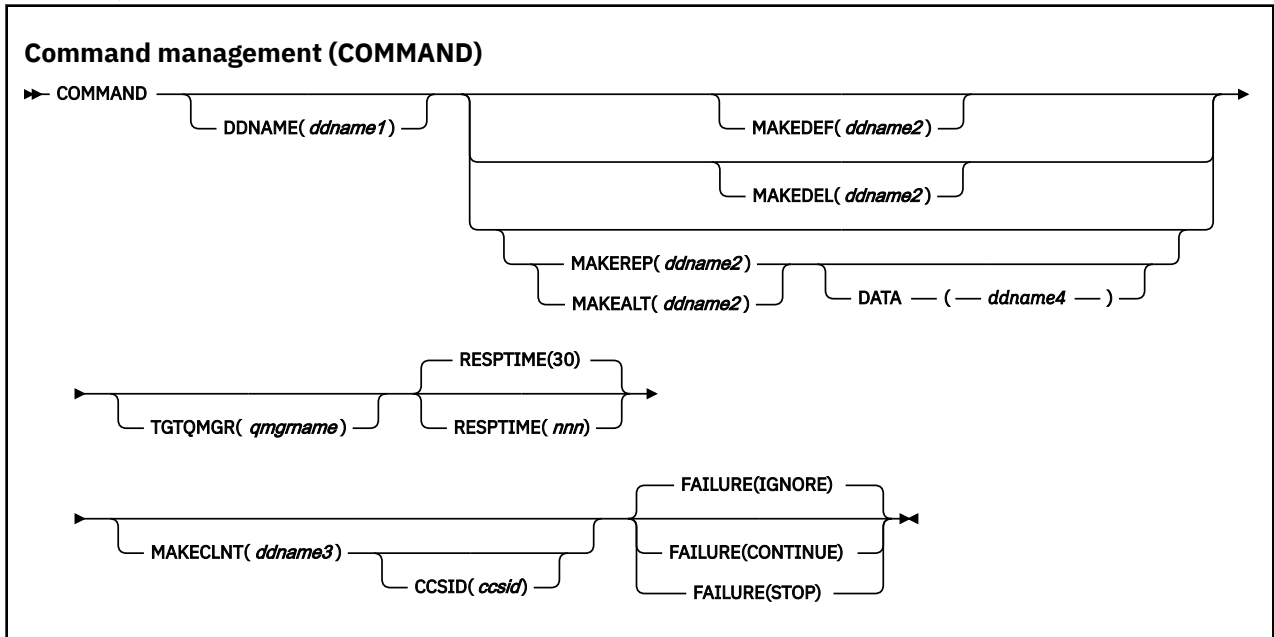 Command management (COMMAND)
COMMAND
DDNAME( ddname1 )
MAKEDEF( ddname2 )
MAKEDEL( ddname2 )
MAKEREP( ddname2 )
MAKEALT( ddname2 )
DATA ( ddname4 )
RESPTIME(30)
TGTQMGR( qmgrname )
RESPTIME( nnn)
FAILURE(IGNORE)
MAKECLNT( ddname3 )
FAILURE(CONTINUE)
CCSID( ccsid)
FAILURE(STOP)